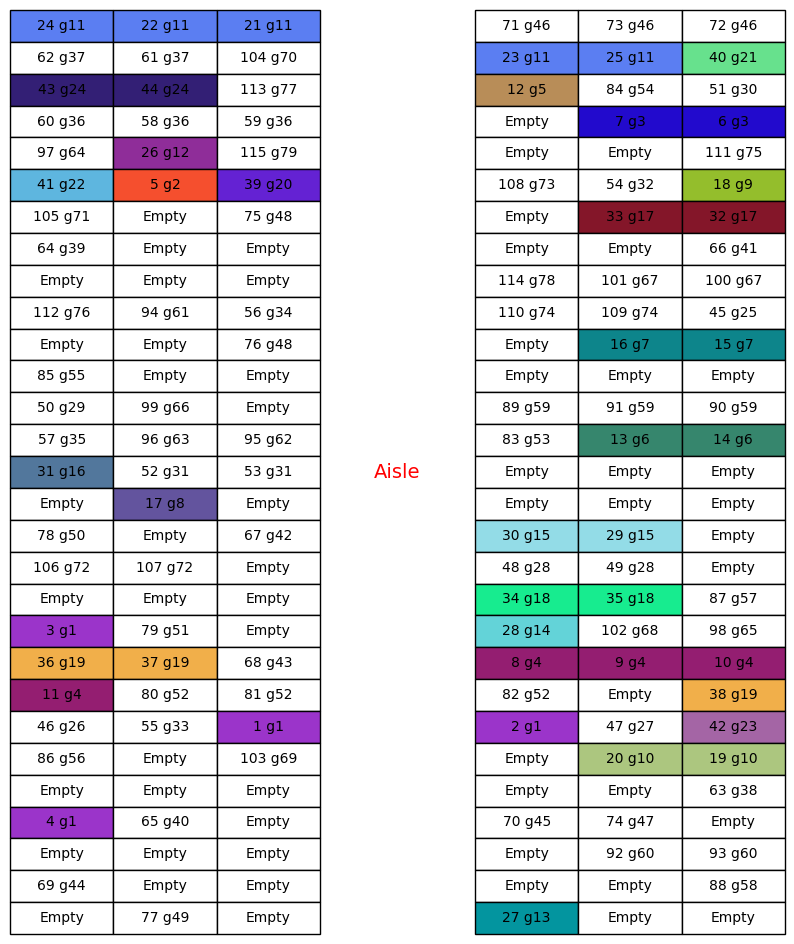 24 g11 22 g11 21 g11 71 g46 73 g46 72 g46
62 g37 61 g37 104 g70 23 g11 25 g11 40 g21
43 g24 44 g24 113 g77 12 g5 84 g54 51 g30
60 g36 58 g36 59 g36 Empty 7 g3 6 g3
97 g64 26 g12 115 g79 Empty Empty 111 g75
41 g22 5 g2 39 g20 108 g73 54 g32 18 g9
105 g71 Empty 75 g48 Empty 33 g17 32 g17
64 g39 Empty Empty Empty Empty 66 g41
Empty Empty Empty 114 g78 101 g67 100 g67
112 g76 94 g61 56 g34 110 g74 109 g74 45 g25
Empty Empty 76 g48 Empty 16 g7 15 g7
85 g55 Empty Empty Empty Empty Empty
50 g29 99 g66 Empty 89 g59 91 g59 90 g59
57 g35 96 g63 95 g62 83 g53 13 g6 14 g6
31 g16 52 g31 53 g31 Aisle Empty Empty Empty
Empty 17 g8 Empty Empty Empty Empty
78 g50 Empty 67 g42 30 g15 29 g15 Empty
106 g72 107 g72 Empty 48 g28 49 g28 Empty
Empty Empty Empty 34 g18 35 g18 87 g57
3 g1 79 g51 Empty 28 g14 102 g68 98 g65
36 g19 37 g19 68 g43 8 g4 9 g4 10 g4
11 g4 80 g52 81 g52 82 g52 Empty 38 g19
46 g26 55 g33 1 g1 2 g1 47 g27 42 g23
86 g56 Empty 103 g69 Empty 20 g10 19 g10
Empty Empty Empty Empty Empty 63 g38
4 g1 65 g40 Empty 70 g45 74 g47 Empty
Empty Empty Empty Empty 92 g60 93 g60
69 g44 Empty Empty Empty Empty 88 g58
Empty 77 g49 Empty 27 g13 Empty Empty